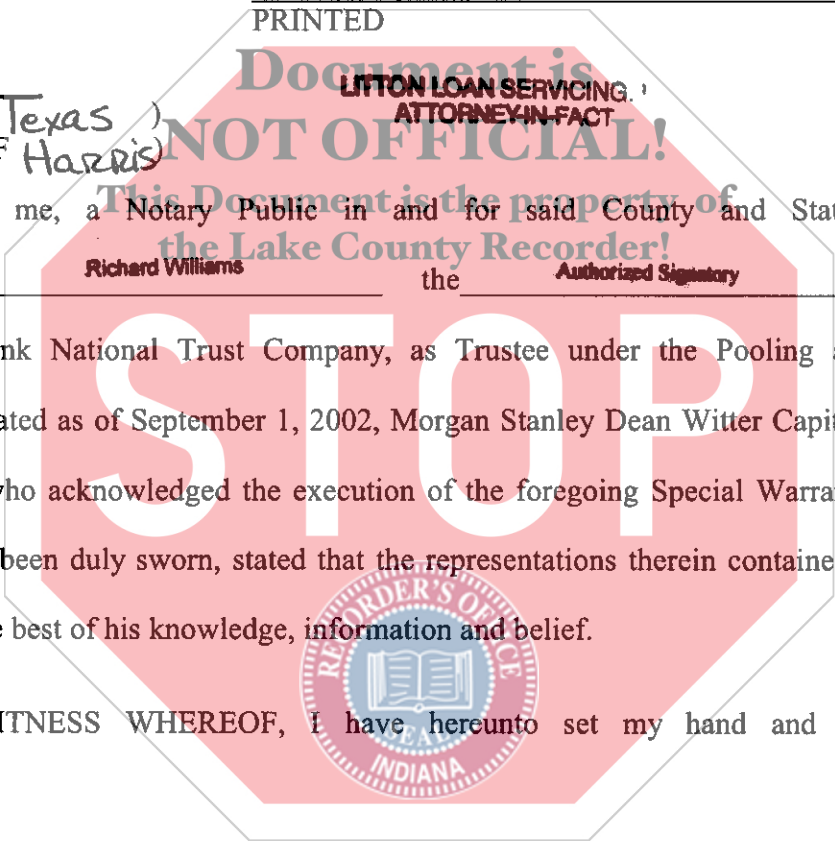 PRINTED
Document is
LITTON LOAN SERVICING.
ATTORNEY-IN-FACT
Texas )
NOT OFFICIAL!
F Harris)
This Document is the property of
me, a Notary Public in and for said County and Stat
the Lake County Recorder!
Richard Williams the Authorized Signatory
STOP
nk National Trust Company, as Trustee under the Pooling a
ated as of September 1, 2002, Morgan Stanley Dean Witter Capit
ho acknowledged the execution of the foregoing Special Warra
been duly sworn, stated that the representations therein containe
e best of his knowledge, information and belief.
RECORDER'S OFFICE
SEAL
INDIANA
ITNESS WHEREOF, I have hereunto set my hand and